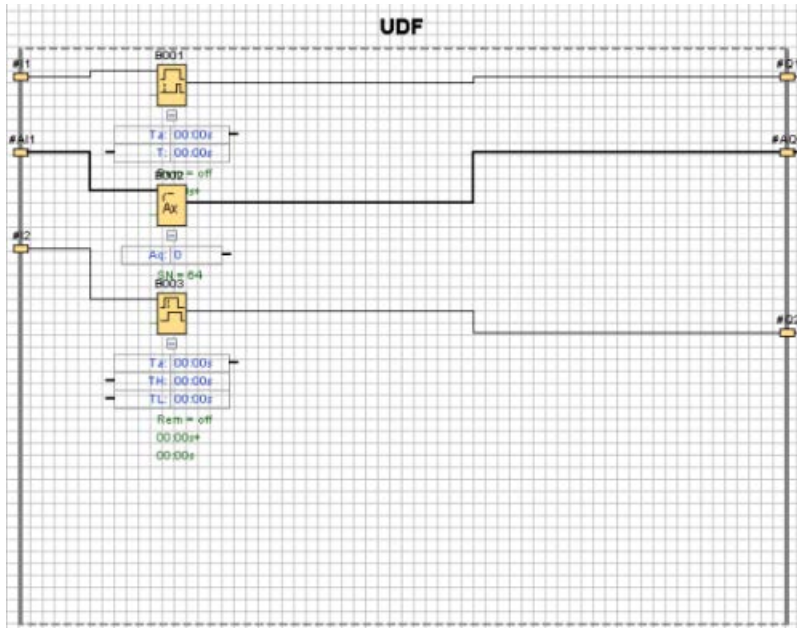 UDF
B001
#I1
#Q1
Ta: 00:00s
T: 00:00s
#AI1
#AQ
Rem = off
B002
s+
Ax
#I2
Aq: 0
SN = 64
B003
#Q2
Ta: 00:00s
TH: 00:00s
TL: 00:00s
Rem = off
00:00s+
00:00s